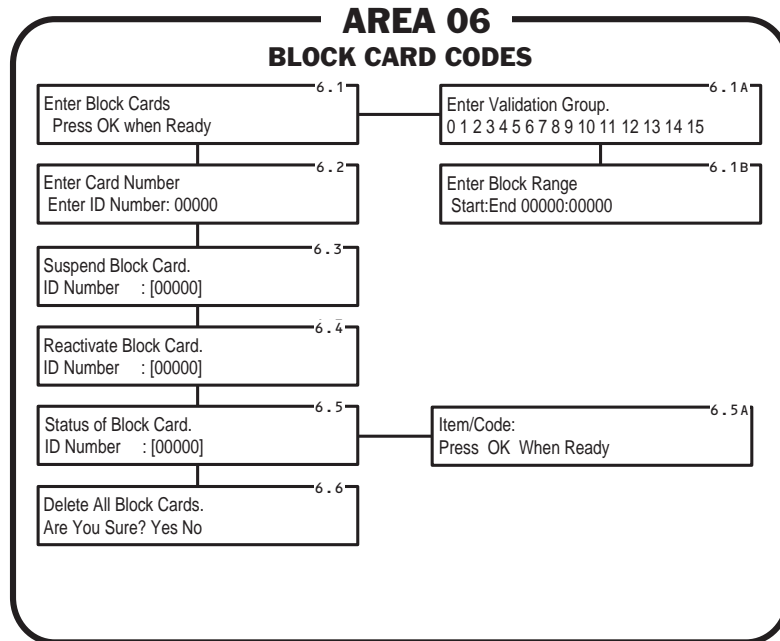 AREA 06
BLOCK CARD CODES
6.1
Enter Block Cards
Press OK when Ready
6.1A
Enter Validation Group.
0 1 2 3 4 5 6 7 8 9 10 11 12 13 14 15
6.2
Enter Card Number
Enter ID Number: 00000
6.1B
Enter Block Range
Start:End 00000:00000
6.3
Suspend Block Card.
ID Number : [00000]
6.4
Reactivate Block Card.
ID Number : [00000]
6.5
Status of Block Card.
ID Number : [00000]
6.5A
Item/Code:
Press OK When Ready
6.6
Delete All Block Cards.
Are You Sure? Yes No